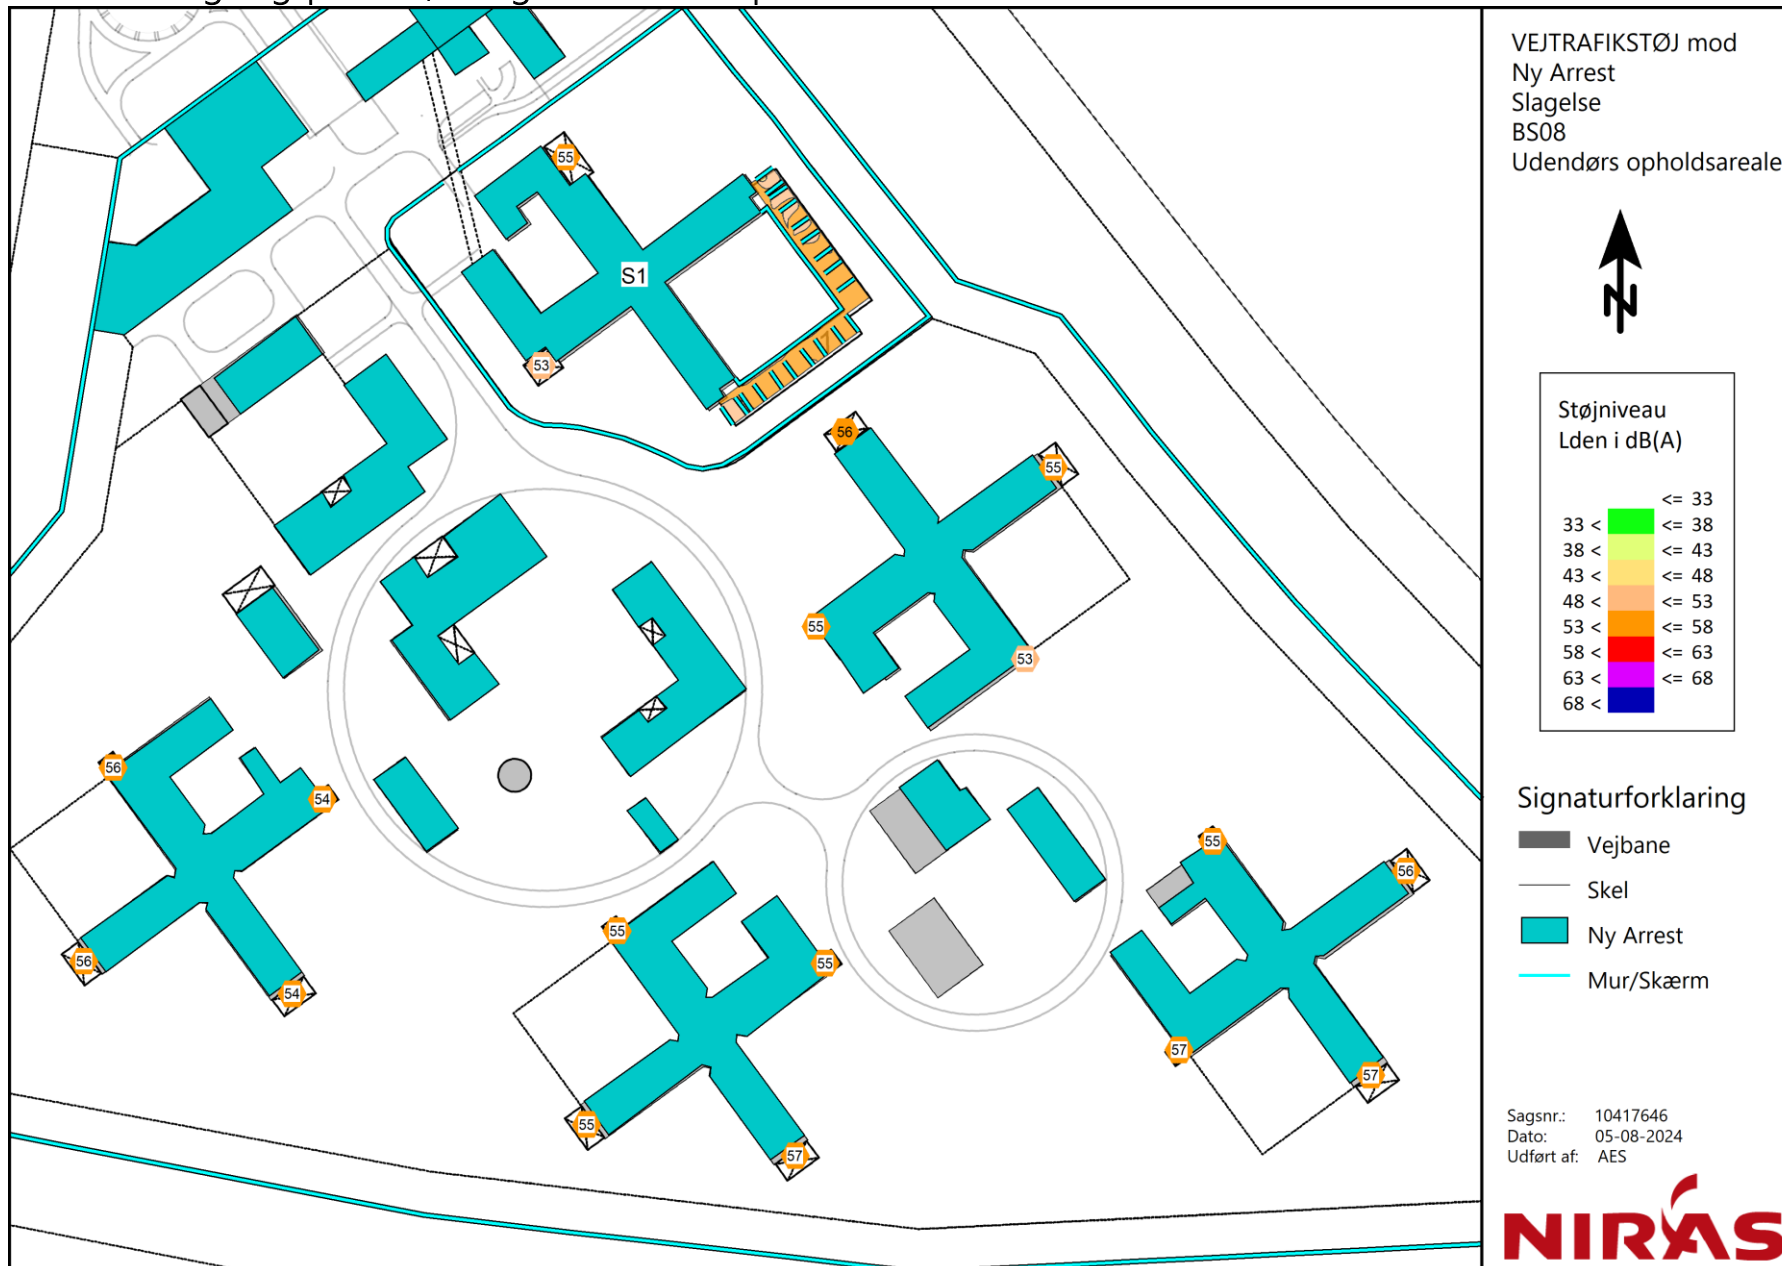 VEJTRAFIKSTØJ mod
Ny Arrest
Slagelse
BS08
Udendørs opholdsareale
N
Støjniveau
Lden i dB(A)
<= 33
33 < <= 38
38 < <= 43
43 < <= 48
48 < <= 53
53 < <= 58
58 < <= 63
63 < <= 68
68 <
Signaturforklaring
Vejbane
Skel
Ny Arrest
Mur/Skærm
Sagsnr.: 10417646
Dato: 05-08-2024
Udført af: AES
NIRAS
55
S1
53
56
55
55
53
56
54
56
54
55
55
55
57
55
56
57
57